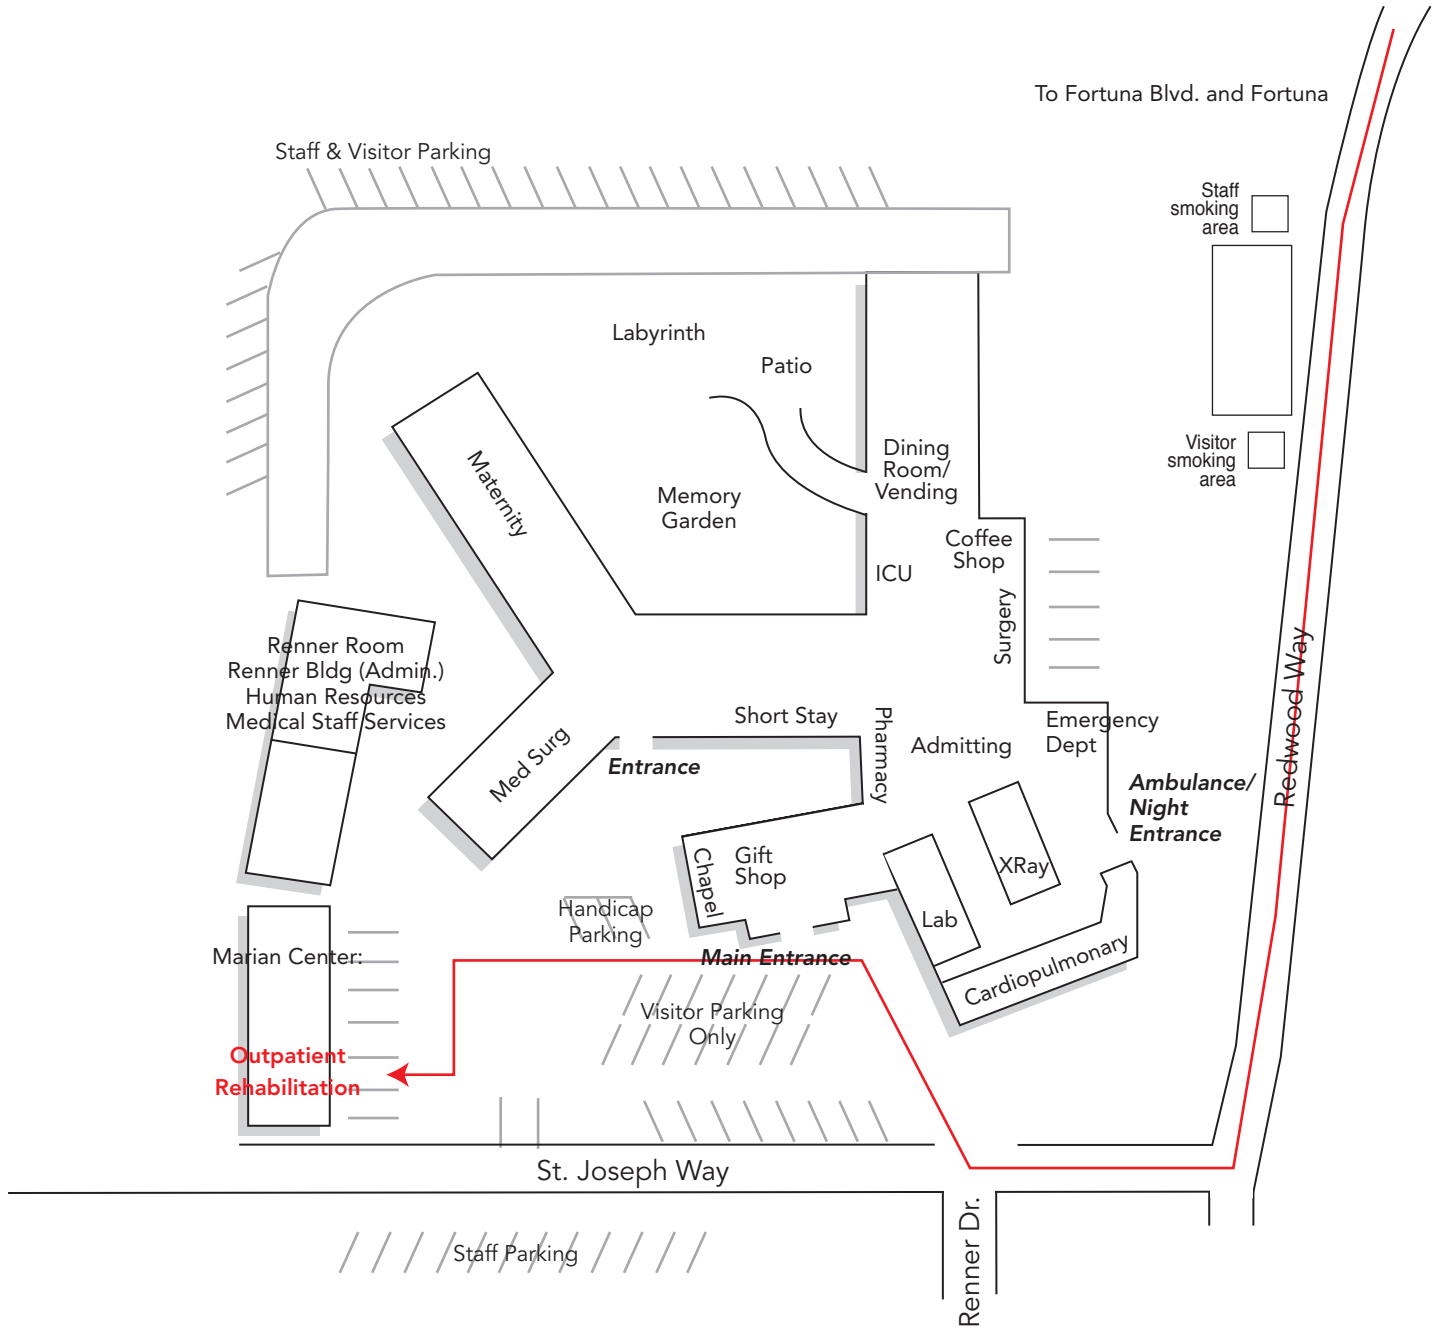 To Fortuna Blvd. and Fortuna
Staff & Visitor Parking
Staff
smoking
area
Labyrinth
Patio
Dining
Room/
Vending
Visitor
smoking
area
Maternity
Memory
Garden
Coffee
Shop
ICU
Surgery
Redwood Way
Renner Room
Renner Bldg (Admin.)
Human Resources
Medical Staff Services
Short Stay
Pharmacy
Admitting
Emergency
Dept
Med Surg
Entrance
Ambulance/
Night
Entrance
Chapel
Gift
Shop
XRay
Lab
Handicap
Parking
Main Entrance
Cardiopulmonary
Marian Center:
Visitor Parking
Only
Outpatient
Rehabilitation
St. Joseph Way
Renner Dr.
Staff Parking